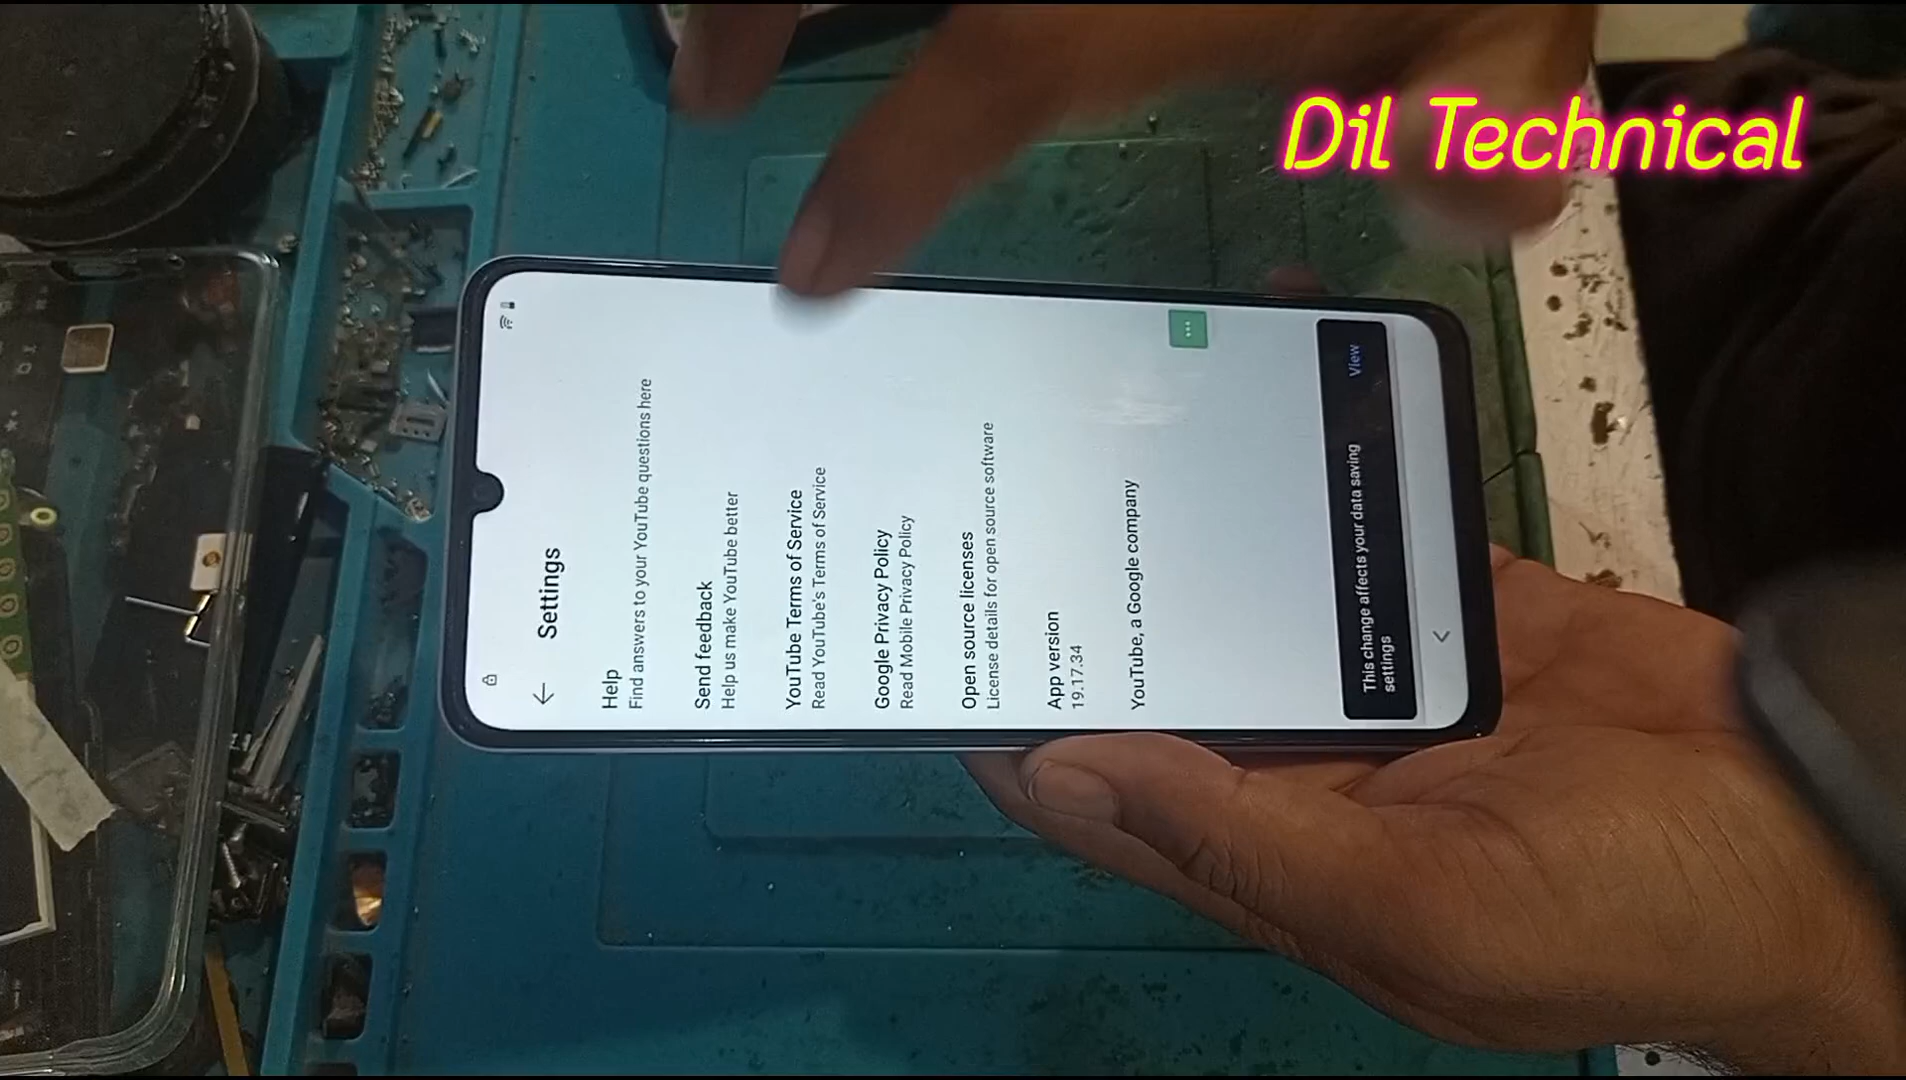 Dil Technical
Settings
Help
Find answers to your YouTube questions here
Send feedback
Help us make YouTube better
YouTube Terms of Service
Read YouTube's Terms of Service
Google Privacy Policy
Read Mobile Privacy Policy
Open source licenses
License details for open source software
App version
19.17.34
YouTube, a Google company
This change affects your data saving
settings
View